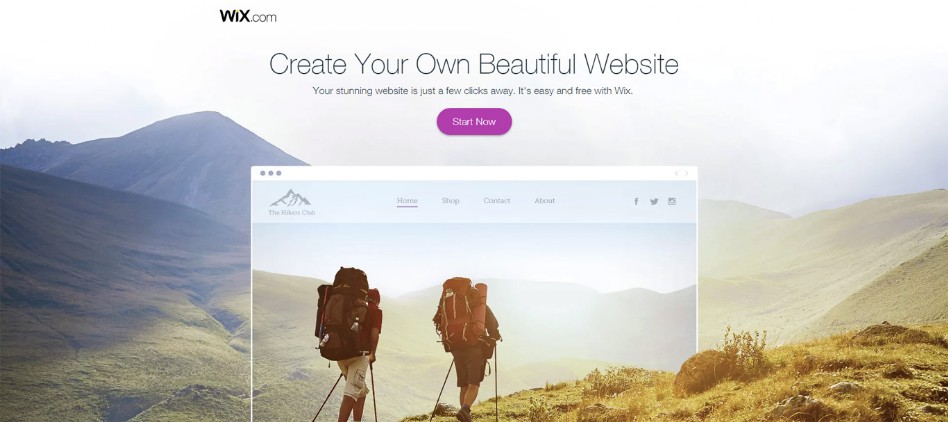 WiX.com
Create Your Own Beautiful Website
Your stunning website is just a few clicks away. It's easy and free with Wix.
Start Now
Home Shop Contact About
The Hikers Club